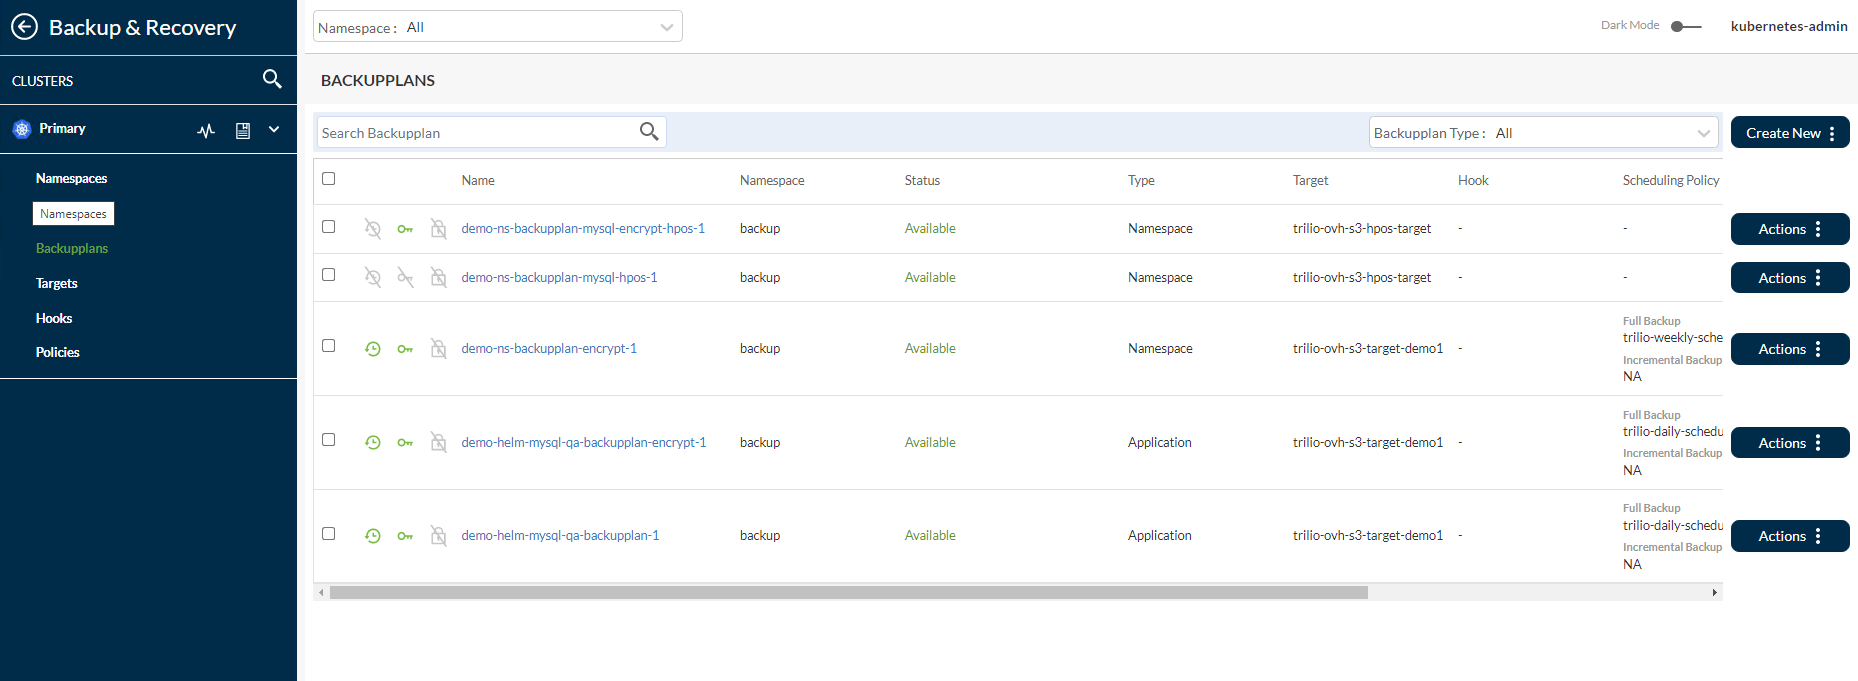 Backup & Recovery
Namespace : All
Dark Mode
kubernetes-admin
CLUSTERS
BACKUPPLANS
Primary
Search Backupplan
Backupplan Type : All
Create New
Namespaces
Namespaces
Backupplans
Targets
Hooks
Policies
Name Namespace Status Type Target Hook Scheduling Policy
demo-ns-backupplan-mysql-encrypt-hpos-1 backup Available Namespace trilio-ovh-s3-hpos-target - - Actions
demo-ns-backupplan-mysql-hpos-1 backup Available Namespace trilio-ovh-s3-hpos-target - - Actions
Full Backup
trilio-weekly-sche
demo-ns-backupplan-encrypt-1 backup Available Namespace trilio-ovh-s3-target-demo1 - Actions
Incremental Backup
NA
Full Backup
trilio-daily-schedu
demo-helm-mysql-qa-backupplan-encrypt-1 backup Available Application trilio-ovh-s3-target-demo1 - Actions
Incremental Backup
NA
Full Backup
trilio-daily-schedu
demo-helm-mysql-qa-backupplan-1 backup Available Application trilio-ovh-s3-target-demo1 - Actions
Incremental Backup
NA